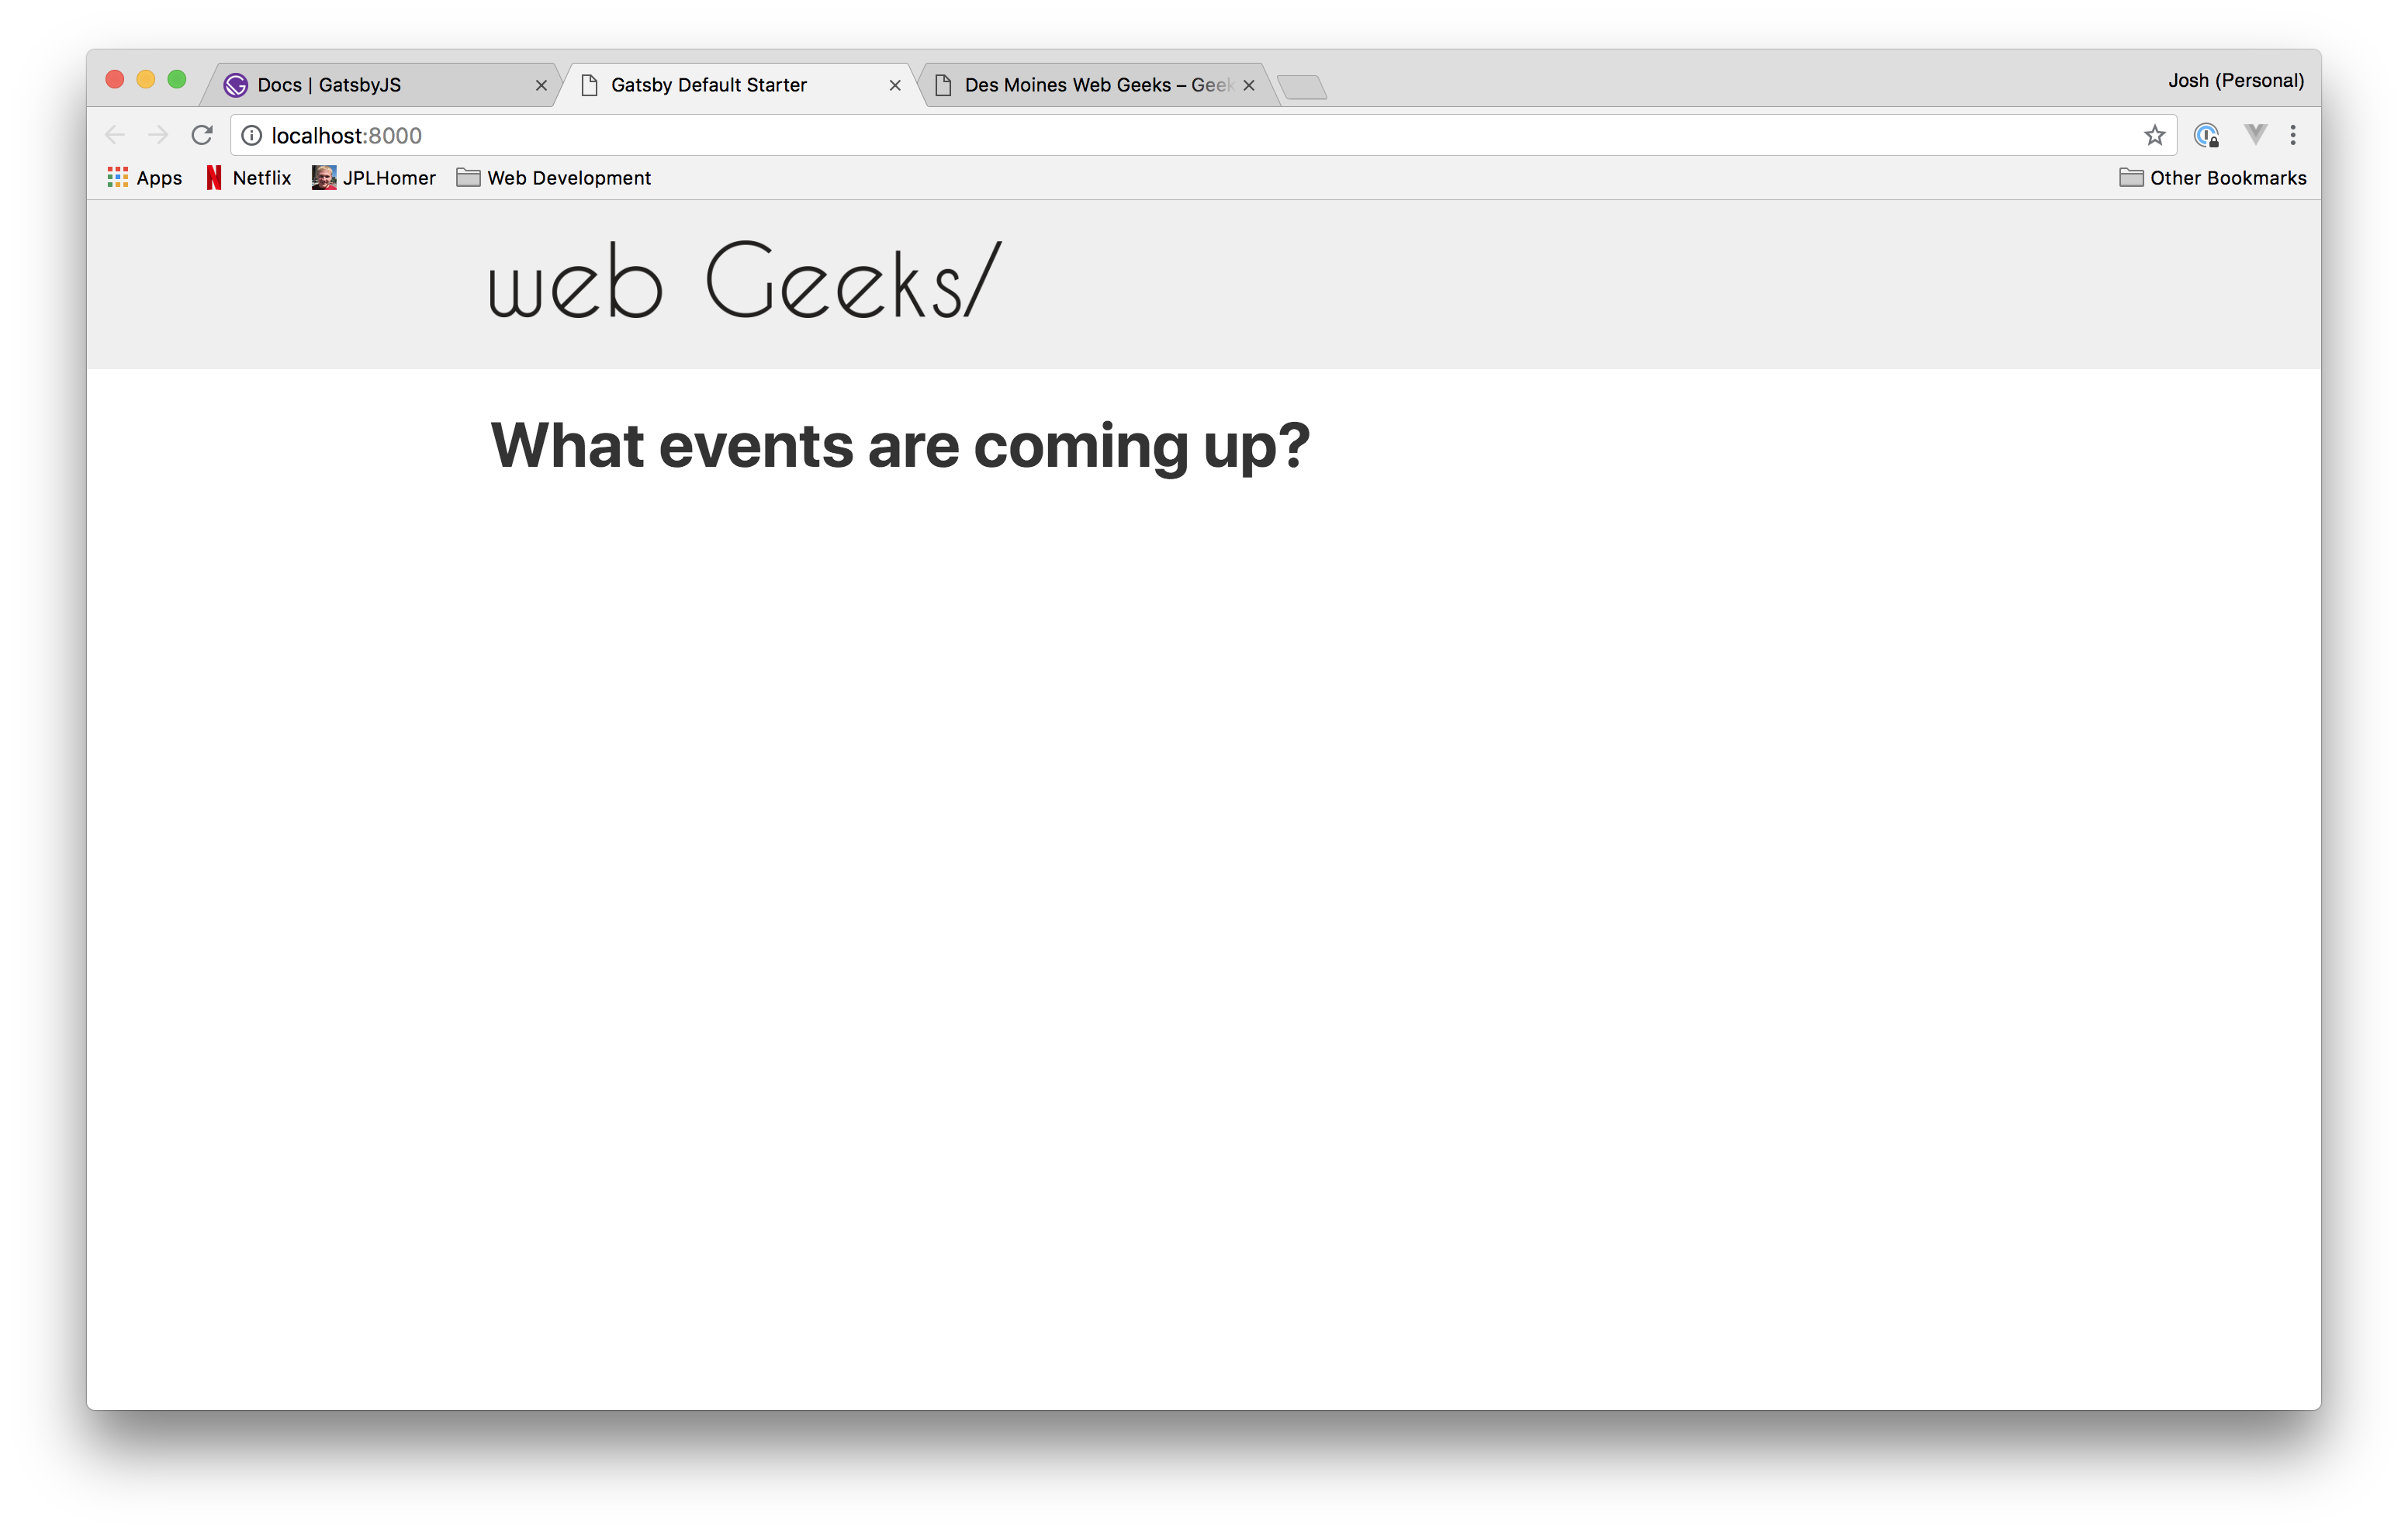 Docs | GatsbyJS
Gatsby Default Starter
Des Moines Web Geeks – Geek
Josh (Personal)
localhost:8000
Apps
Netflix
JPLHomer
Web Development
Other Bookmarks
web Geeks/
What events are coming up?